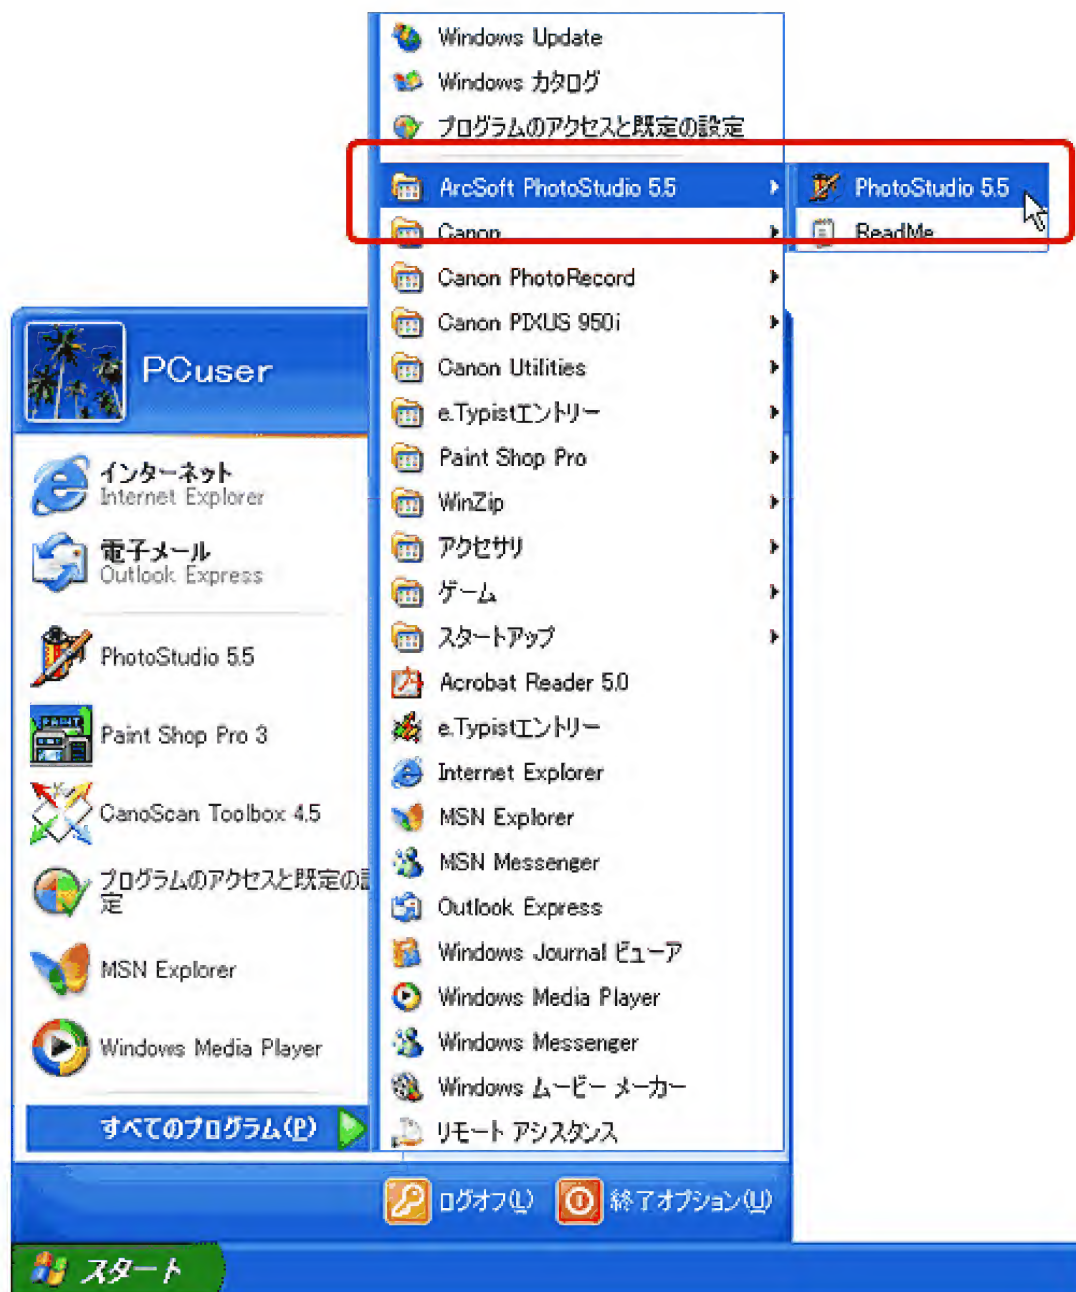 Windows Update
Windows カタログ
プログラムのアクセスと既定の設定
ArcSoft PhotoStudio 5.5
PhotoStudio 5.5
Canon
ReadMe
Canon PhotoRecord
Canon PIXUS 950i
Canon Utilities
e.Typistエントリー
Paint Shop Pro
WinZip
アクセサリ
ゲーム
スタートアップ
Acrobat Reader 5.0
e.Typistエントリー
Internet Explorer
MSN Explorer
MSN Messenger
Outlook Express
Windows Journal ビューア
Windows Media Player
Windows Messenger
Windows ムービー メーカー
リモート アシスタンス
PCuser
インターネット
Internet Explorer
電子メール
Outlook Express
PhotoStudio 5.5
PAINT
Paint Shop Pro 3
CanoScan Toolbox 4.5
プログラムのアクセスと既定の設
定
MSN Explorer
Windows Media Player
すべてのプログラム(P)
ログオフ(L)
終了オプション(U)
スタート